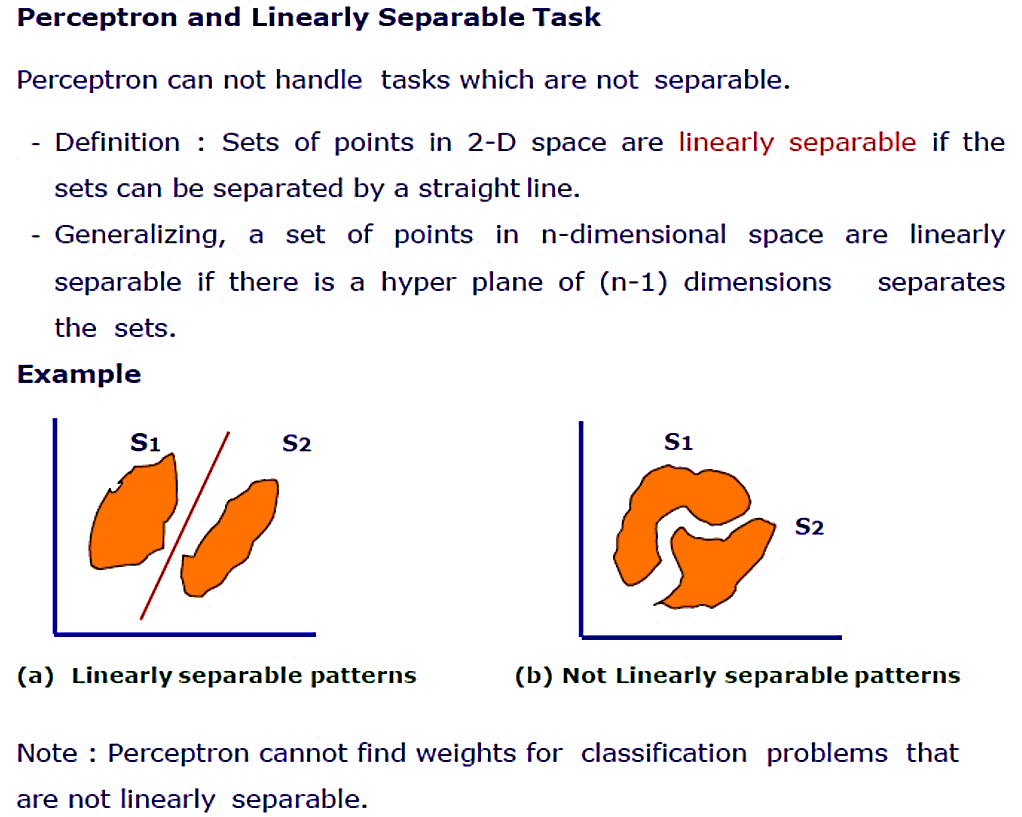 Perceptron and Linearly Separable Task
Perceptron can not handle tasks which are not separable.
- Definition : Sets of points in 2-D space are linearly separable if the
sets can be separated by a straight line.
- Generalizing, a set of points in n-dimensional space are linearly
separable if there is a hyper plane of (n-1) dimensions separates
the sets.
Example
S1
S2
S1
S2
(a) Linearly separable patterns
(b) Not Linearly separable patterns
Note : Perceptron cannot find weights for classification problems that
are not linearly separable.